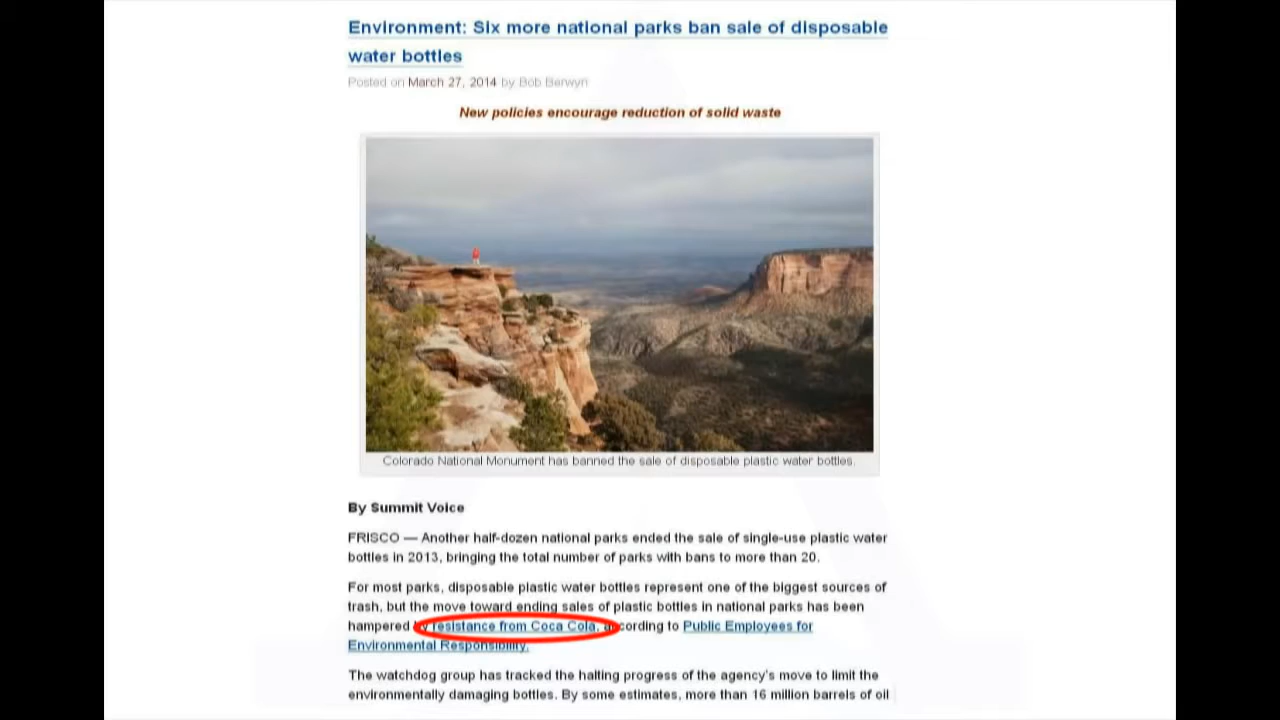 Environment: Six more national parks ban sale of disposable
water bottles
Posted on March 27, 2014 by Bob Berwyn
New policies encourage reduction of solid waste
Colorado National Monument has banned the sale of disposable plastic water bottles.
By Summit Voice
FRISCO — Another half-dozen national parks ended the sale of single-use plastic water
bottles in 2013, bringing the total number of parks with bans to more than 20.
For most parks, disposable plastic water bottles represent one of the biggest sources of
trash, but the move toward ending sales of plastic bottles in national parks has been
hampered by resistance from Coca Cola, according to Public Employees for
Environmental Responsibility.
The watchdog group has tracked the halting progress of the agency's move to limit the
environmentally damaging bottles. By some estimates, more than 16 million barrels of oil